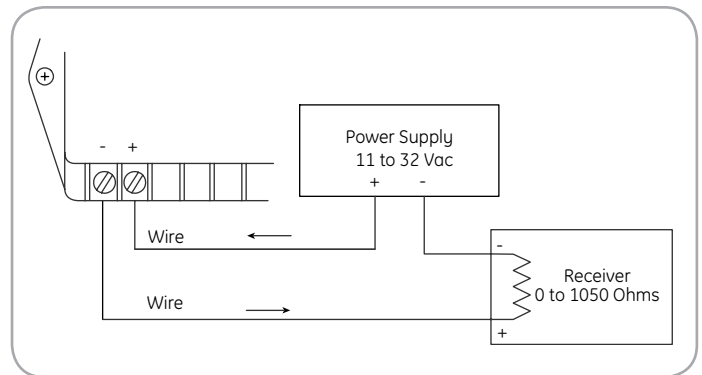 - +
Power Supply
11 to 32 Vac
+ -
Wire
-
Receiver
0 to 1050 Ohms
Wire
+